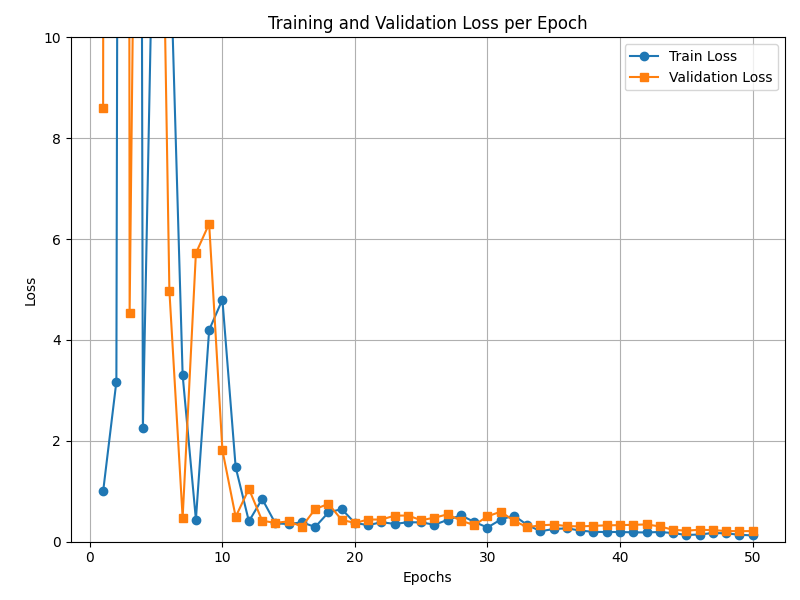 Training and Validation Loss per Epoch
Train Loss
Validation Loss
Loss
10
8
6
4
2
0
0 10 20 30 40 50
Epochs